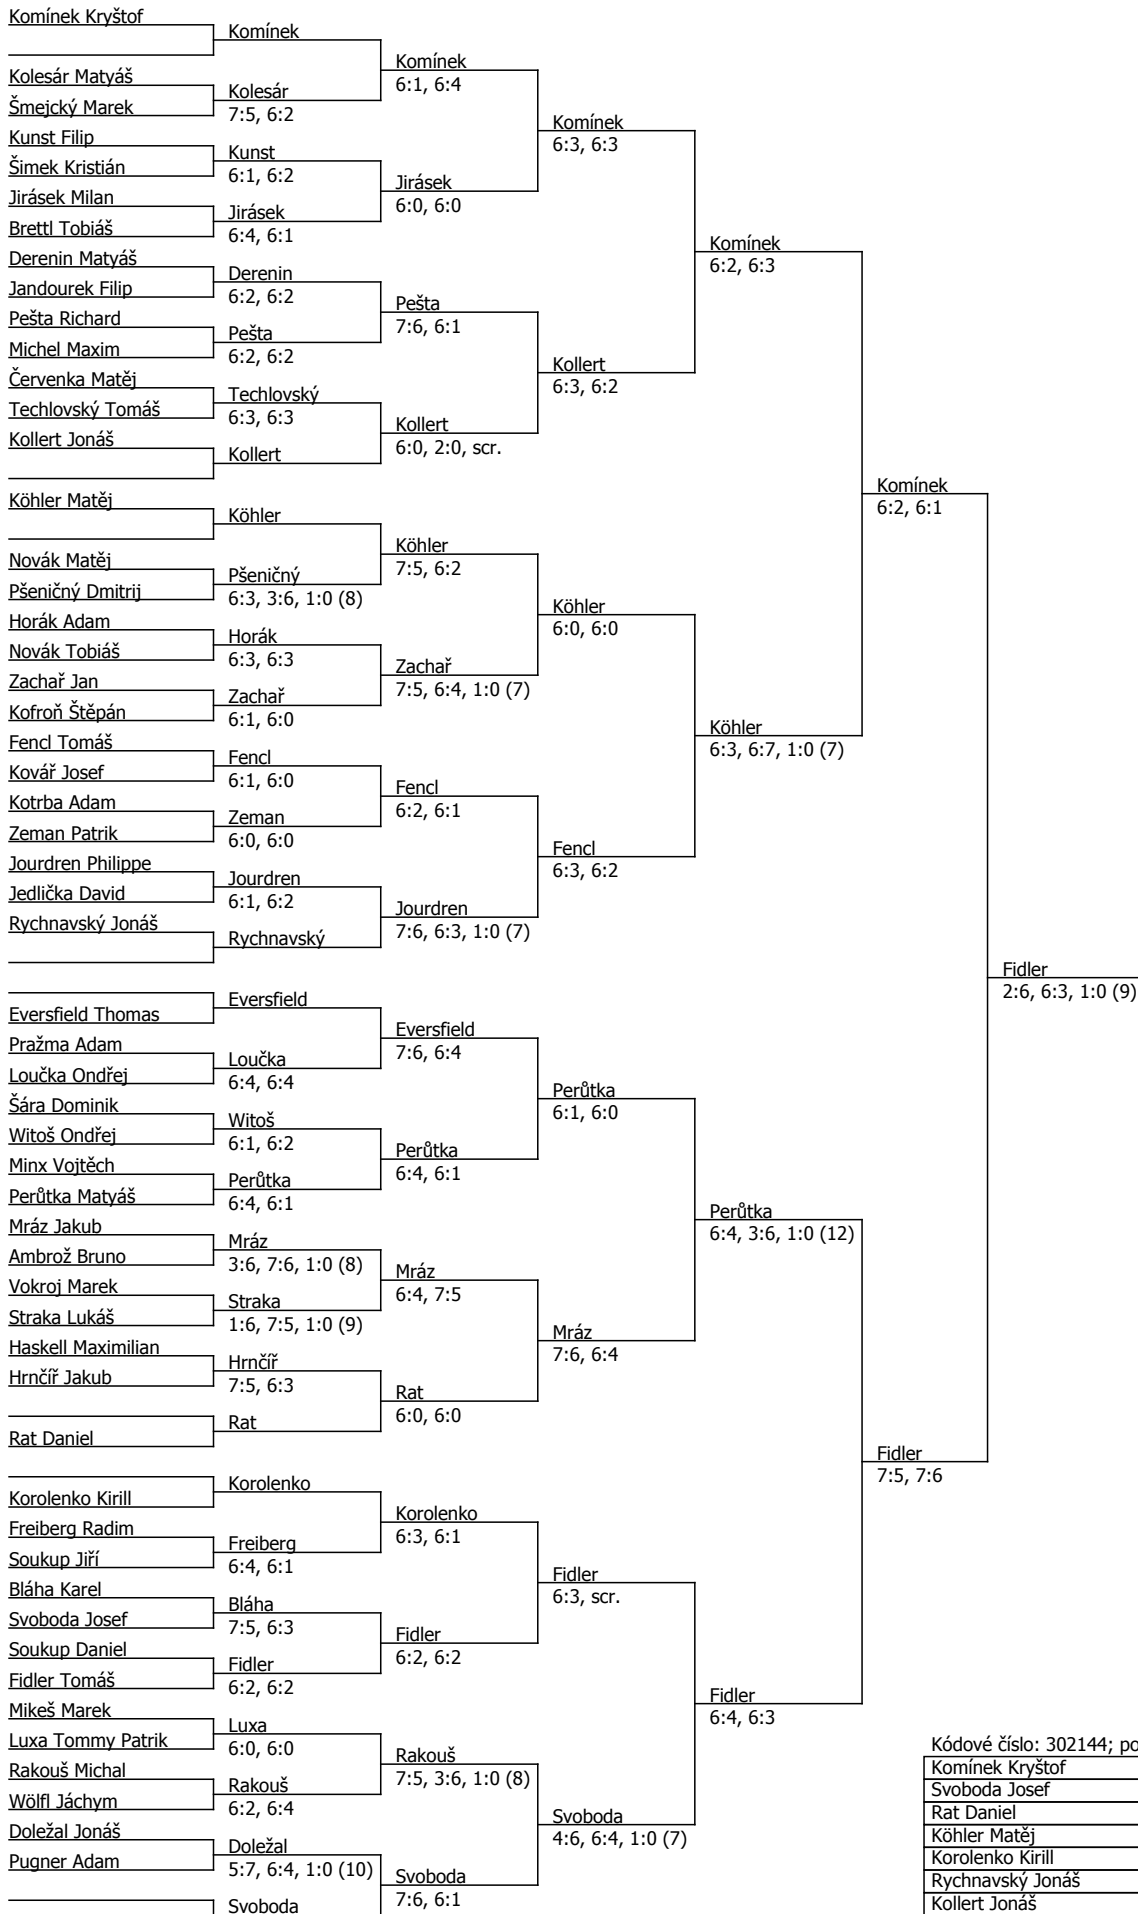 Komínek Kryštof
Kolesár Matyáš
Šmejcký Marek
Kunst Filip
Šimek Kristián
Jirásek Milan
Brettl Tobiáš
Derenin Matyáš
Jandourek Filip
Pešta Richard
Michel Maxim
Červenka Matěj
Techlovský Tomáš
Kollert Jonáš
Köhler Matěj
Novák Matěj
Pšeničný Dmitrij
Horák Adam
Novák Tobiáš
Zachař Jan
Kofroň Štěpán
Fencl Tomáš
Kovář Josef
Kotrba Adam
Zeman Patrik
Jourdren Philippe
Jedlička David
Rychnavský Jonáš
Eversfield Thomas
Pražma Adam
Loučka Ondřej
Šára Dominik
Witoš Ondřej
Minx Vojtěch
Perůtka Matyáš
Mráz Jakub
Ambrož Bruno
Vokroj Marek
Straka Lukáš
Haskell Maximilian
Hrnčíř Jakub
Rat Daniel
Korolenko Kirill
Freiberg Radim
Soukup Jiří
Bláha Karel
Svoboda Josef
Soukup Daniel
Fidler Tomáš
Mikeš Marek
Luxa Tommy Patrik
Rakouš Michal
Wölfl Jáchym
Doležal Jonáš
Pugner Adam
Komínek
Kolesár
7:5, 6:2
Kunst
6:1, 6:2
Jirásek
6:4, 6:1
Derenin
6:2, 6:2
Pešta
6:2, 6:2
Techlovský
6:3, 6:3
Kollert
Köhler
Pšeničný
6:3, 3:6, 1:0 (8)
Horák
6:3, 6:3
Zachař
6:1, 6:0
Fencl
6:1, 6:0
Zeman
6:0, 6:0
Jourdren
6:1, 6:2
Rychnavský
Eversfield
Loučka
6:4, 6:4
Witoš
6:1, 6:2
Perůtka
6:4, 6:1
Mráz
3:6, 7:6, 1:0 (8)
Straka
1:6, 7:5, 1:0 (9)
Hrnčíř
7:5, 6:3
Rat
Korolenko
Freiberg
6:4, 6:1
Bláha
7:5, 6:3
Fidler
6:2, 6:2
Luxa
6:0, 6:0
Rakouš
6:2, 6:4
Doležal
5:7, 6:4, 1:0 (10)
Svoboda
Komínek
6:1, 6:4
Jirásek
6:0, 6:0
Pešta
7:6, 6:1
Kollert
6:0, 2:0, scr.
Köhler
7:5, 6:2
Zachař
7:5, 6:4, 1:0 (7)
Fencl
6:2, 6:1
Jourdren
7:6, 6:3, 1:0 (7)
Eversfield
7:6, 6:4
Perůtka
6:4, 6:1
Mráz
6:4, 7:5
Rat
6:0, 6:0
Korolenko
6:3, 6:1
Fidler
6:2, 6:2
Rakouš
7:5, 3:6, 1:0 (8)
Svoboda
7:6, 6:1
Komínek
6:3, 6:3
Kollert
6:3, 6:2
Köhler
6:0, 6:0
Fencl
6:3, 6:2
Perůtka
6:1, 6:0
Mráz
7:6, 6:4
Fidler
6:3, scr.
Svoboda
4:6, 6:4, 1:0 (7)
Komínek
6:2, 6:3
Köhler
6:3, 6:7, 1:0 (7)
Perůtka
6:4, 3:6, 1:0 (12)
Fidler
6:4, 6:3
Komínek
6:2, 6:1
Fidler
7:5, 7:6
Fidler
2:6, 6:3, 1:0 (9)
Kódové číslo: 302144; po
Komínek Kryštof
Svoboda Josef
Rat Daniel
Köhler Matěj
Korolenko Kirill
Rychnavský Jonáš
Kollert Jonáš